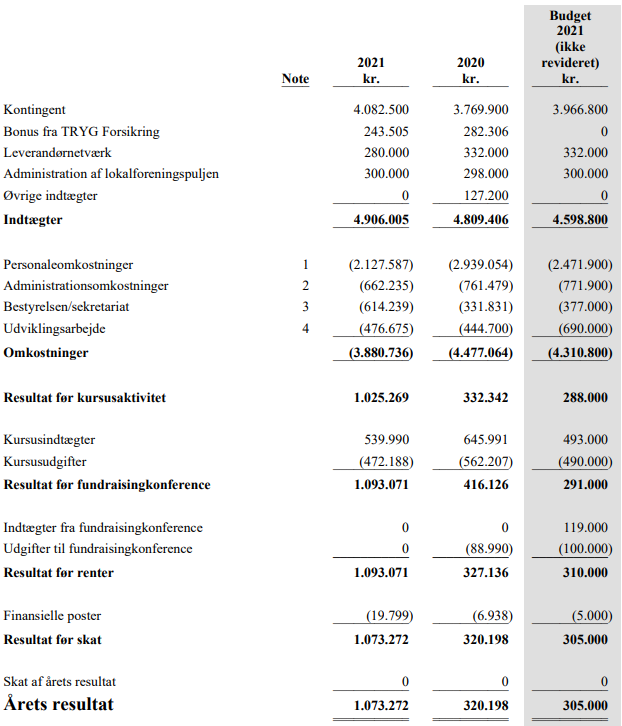 Budget
2021
(ikke
2021 2020 revideret)
Note kr. kr. kr.
Kontingent 4.082.500 3.769.900 3.966.800
Bonus fra TRYG Forsikring 243.505 282.306 0
Leverandørnetværk 280.000 332.000 332.000
Administration af lokalforeningspuljen 300.000 298.000 300.000
Øvrige indtægter 0 127.200 0
Indtægter 4.906.005 4.809.406 4.598.800
Personaleomkostninger 1 (2.127.587) (2.939.054) (2.471.900)
Administrationsomkostninger 2 (662.235) (761.479) (771.900)
Bestyrelsen/sekretariat 3 (614.239) (331.831) (377.000)
Udviklingsarbejde 4 (476.675) (444.700) (690.000)
Omkostninger (3.880.736) (4.477.064) (4.310.800)
Resultat før kursusaktivitet 1.025.269 332.342 288.000
Kursusindtægter 539.990 645.991 493.000
Kursusudgifter (472.188) (562.207) (490.000)
Resultat før fundraisingkonference 1.093.071 416.126 291.000
Indtægter fra fundraisingkonference 0 0 119.000
Udgifter til fundraisingkonference 0 (88.990) (100.000)
Resultat før renter 1.093.071 327.136 310.000
Finansielle poster (19.799) (6.938) (5.000)
Resultat før skat 1.073.272 320.198 305.000
Skat af årets resultat 0 0 0
Årets resultat 1.073.272 320.198 305.000